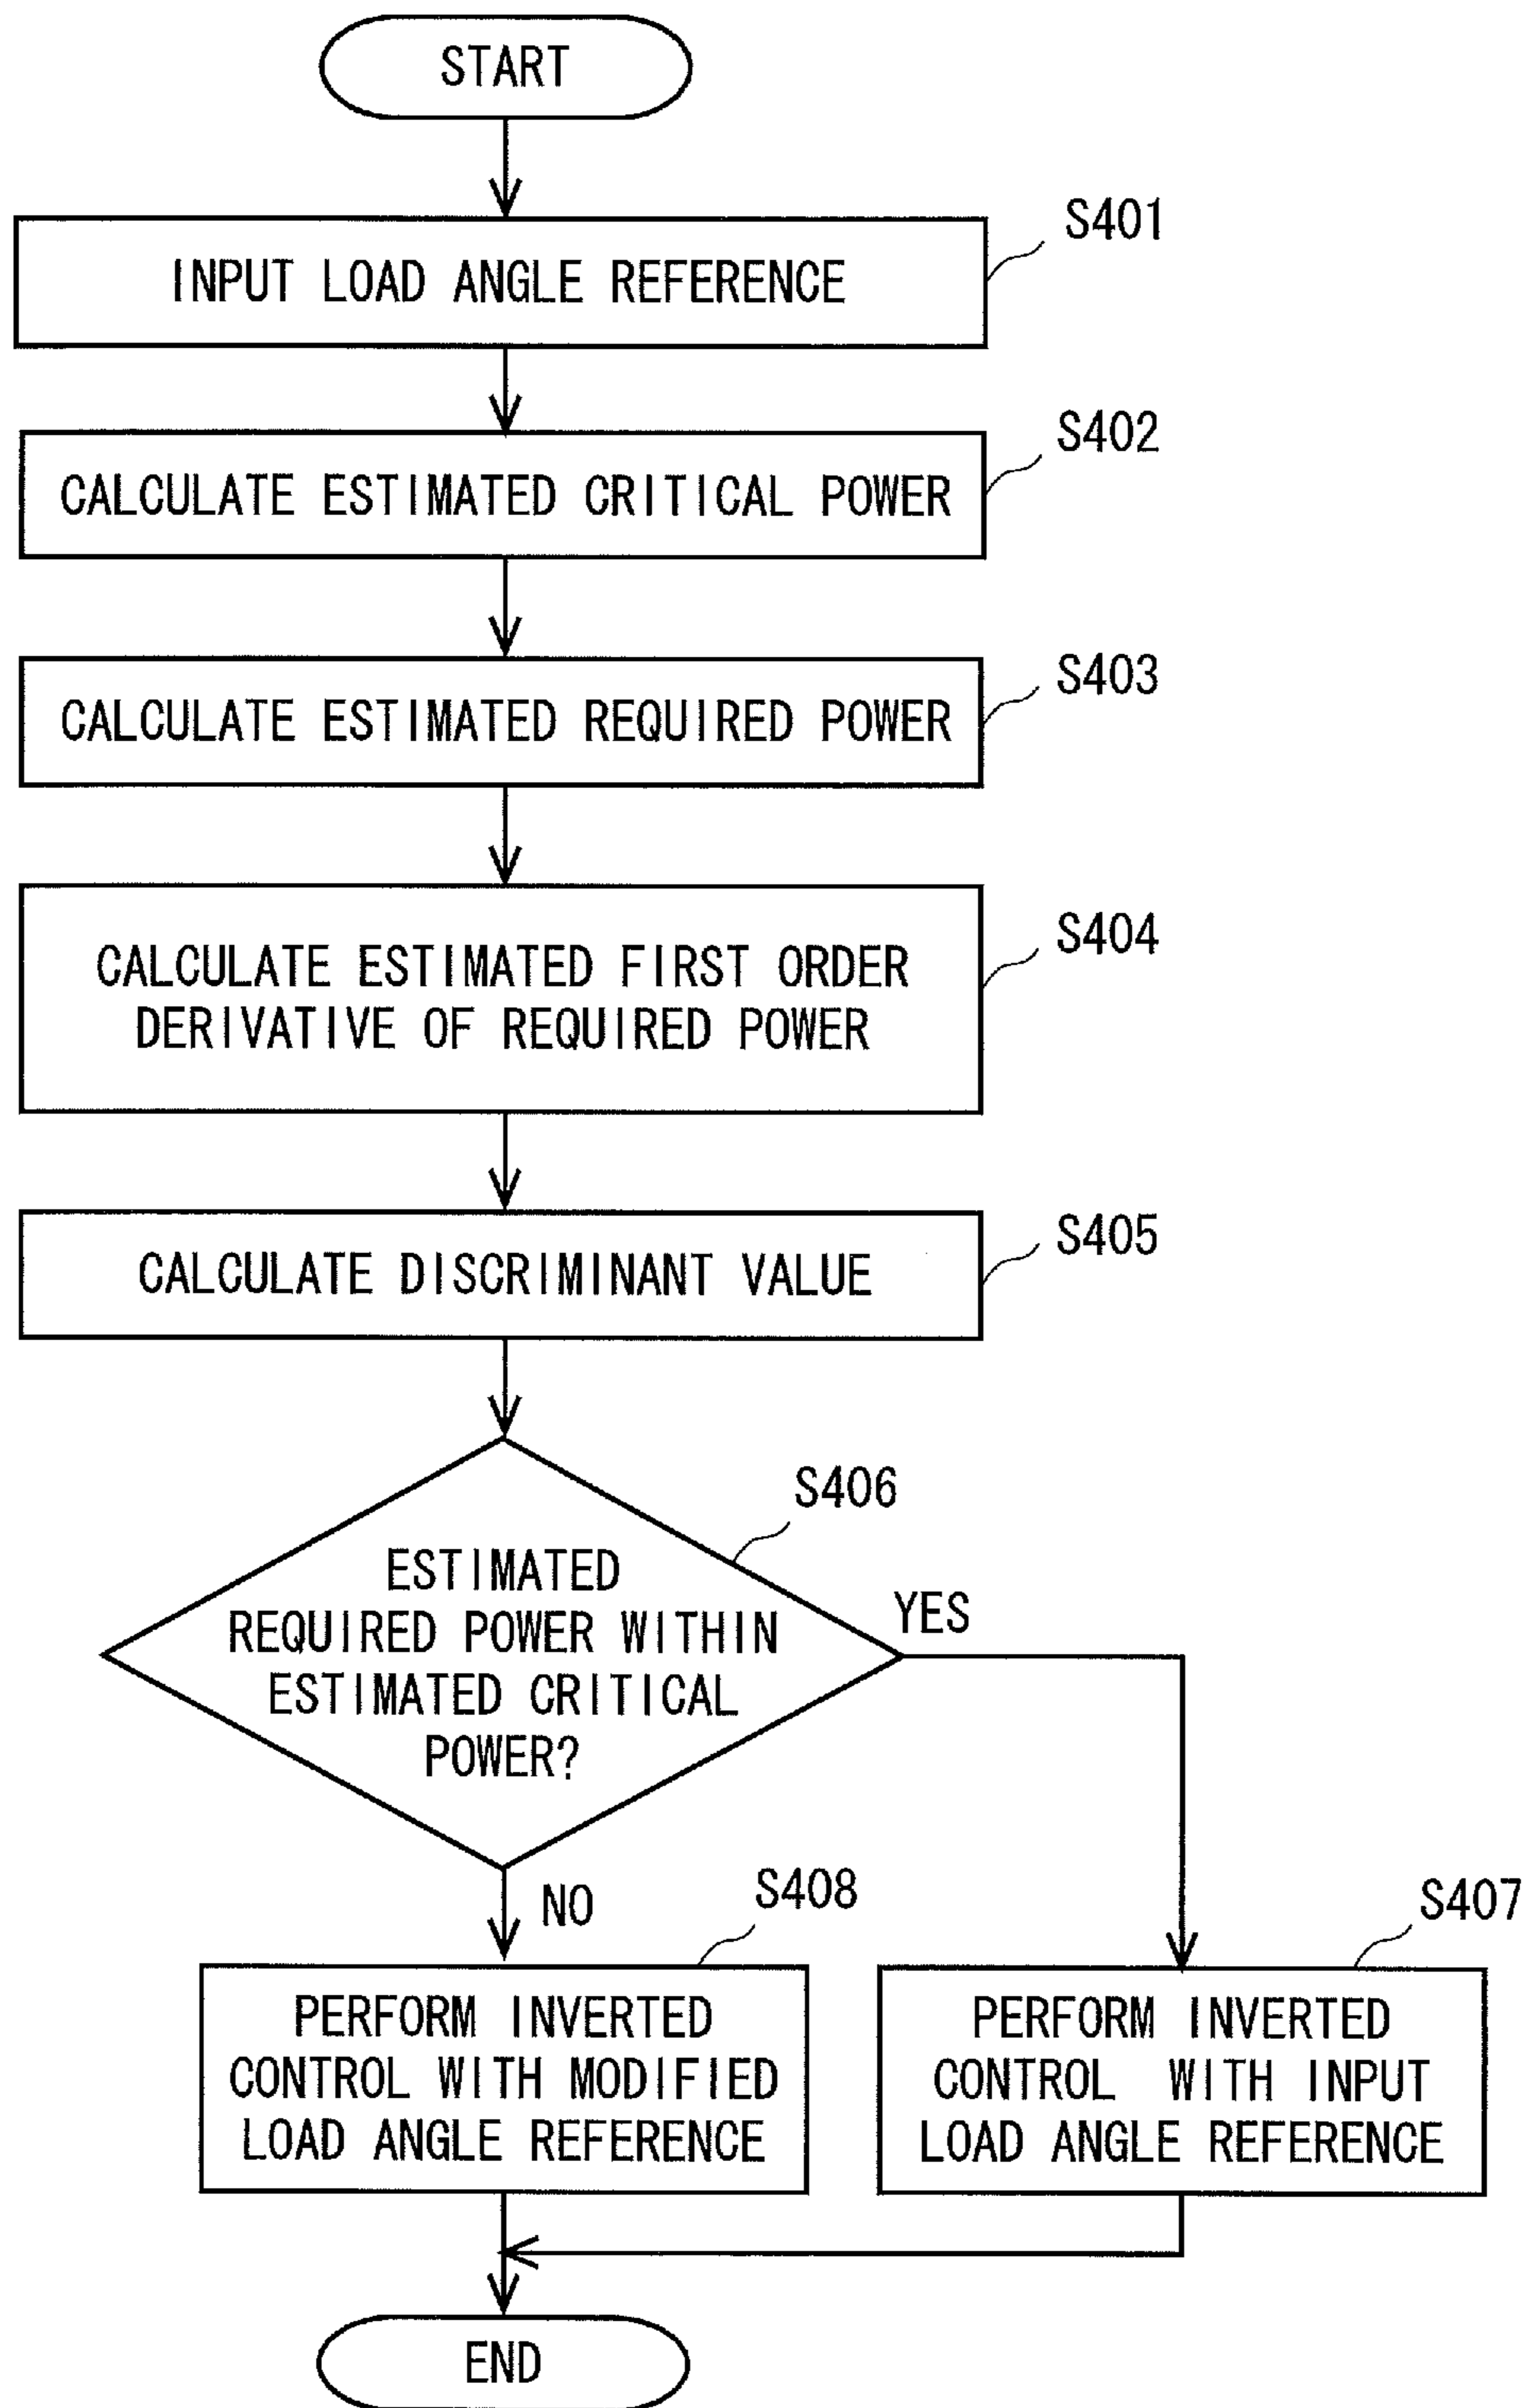 START
S401
INPUT LOAD ANGLE REFERENCE
S402
CALCULATE ESTIMATED CRITICAL POWER
S403
CALCULATE ESTIMATED REQUIRED POWER
S404
CALCULATE ESTIMATED FIRST ORDER
DERIVATIVE OF REQUIRED POWER
S405
CALCULATE DISCRIMINANT VALUE
S406
ESTIMATED
REQUIRED POWER WITHIN
ESTIMATED CRITICAL
POWER?
YES
NO
S408
PERFORM INVERTED
CONTROL WITH MODIFIED
LOAD ANGLE REFERENCE
S407
PERFORM INVERTED
CONTROL WITH INPUT
LOAD ANGLE REFERENCE
END